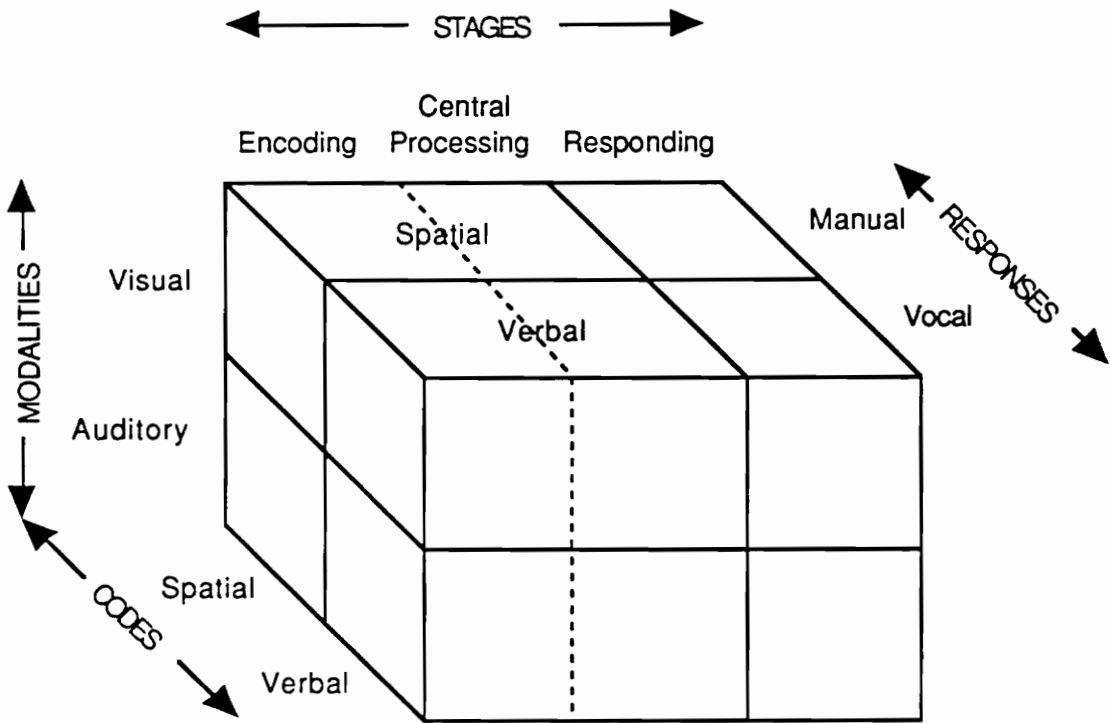 STAGES
Central
Encoding Processing Responding
Spatial
Manual
RESPONSES
Visual
MODALITIES
Verbal
Vocal
Auditory
Spatial
CODES
Verbal